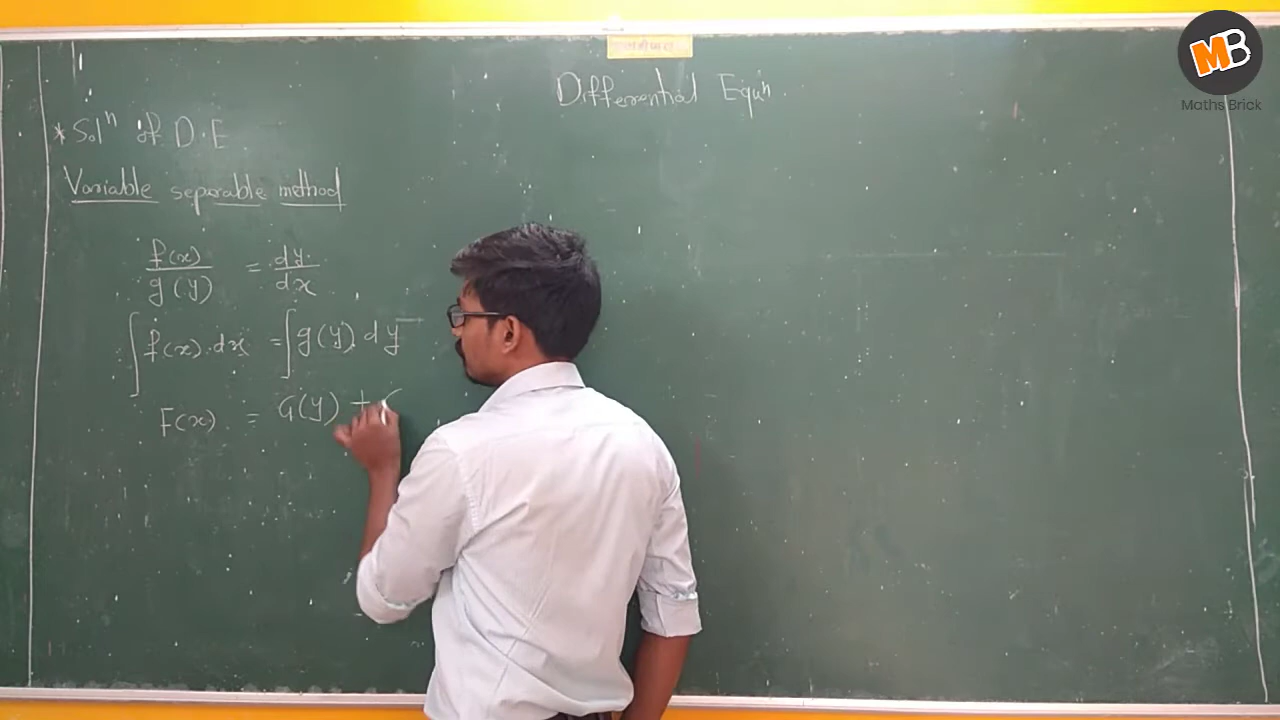 MB
Maths Brick
Differential Equⁿ.
* Solⁿ of D.E
Variable separable method
f(x)/g(y) = dy/dx
∫f(x).dx = ∫g(y).dy
F(x) = G(y) +